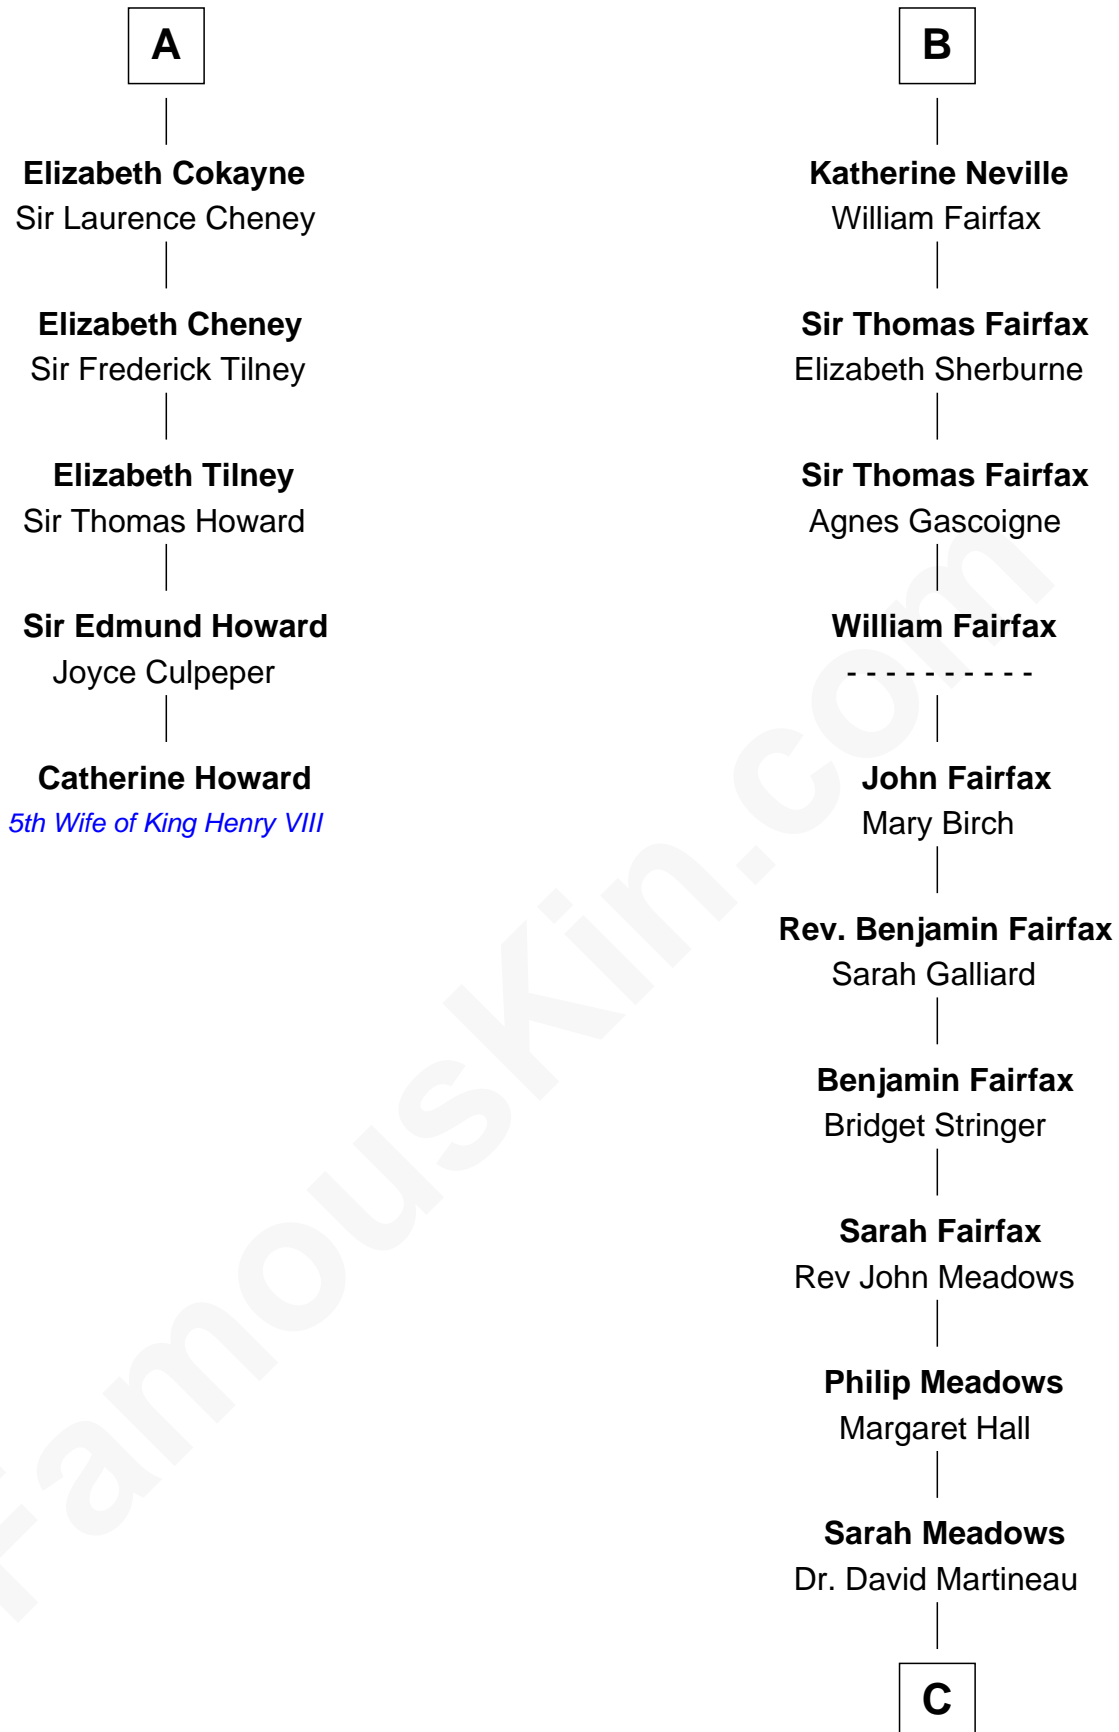 A
Elizabeth Cokayne
Sir Laurence Cheney
Elizabeth Cheney
Sir Frederick Tilney
Elizabeth Tilney
Sir Thomas Howard
Sir Edmund Howard
Joyce Culpeper
Catherine Howard
5th Wife of King Henry VIII
B
Katherine Neville
William Fairfax
Sir Thomas Fairfax
Elizabeth Sherburne
Sir Thomas Fairfax
Agnes Gascoigne
William Fairfax
- - - - - - - - - -
John Fairfax
Mary Birch
Rev. Benjamin Fairfax
Sarah Galliard
Benjamin Fairfax
Bridget Stringer
Sarah Fairfax
Rev John Meadows
Philip Meadows
Margaret Hall
Sarah Meadows
Dr. David Martineau
C
FamousKin.com